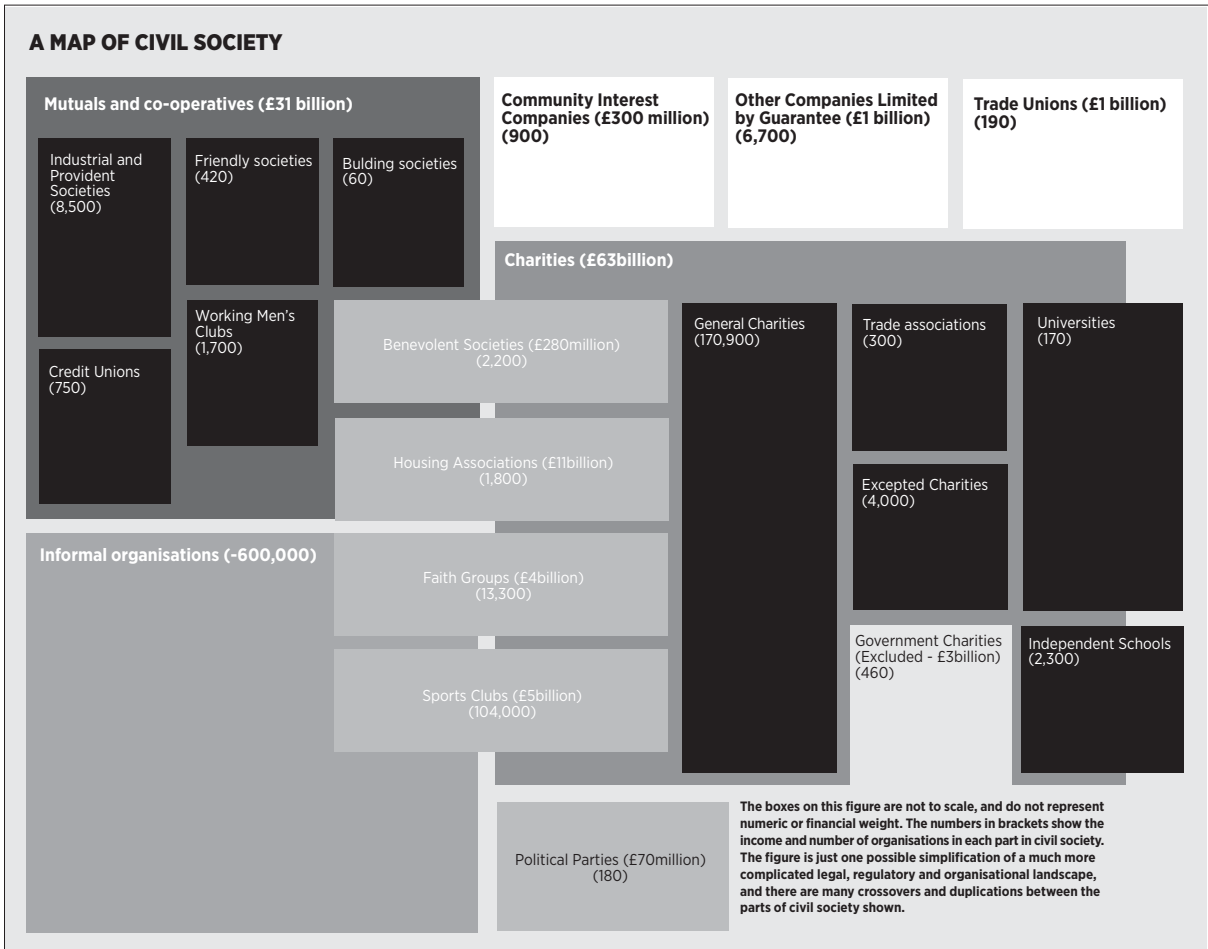 A MAP OF CIVIL SOCIETY
Mutuals and co-operatives (£31 billion)
Industrial and
Provident
Societies
(8,500)
Friendly societies
(420)
Bulding societies
(60)
Working Men's
Clubs
(1,700)
Credit Unions
(750)
Community Interest
Companies (£300 million)
(900)
Other Companies Limited
by Guarantee (£1 billion)
(6,700)
Trade Unions (£1 billion)
(190)
Charities (£63billion)
Benevolent Societies (£280million)
(2,200)
Housing Associations (£11billion)
(1,800)
General Charities
(170,900)
Trade associations
(300)
Universities
(170)
Excepted Charities
(4,000)
Informal organisations (-600,000)
Faith Groups (£4billion)
(13,300)
Sports Clubs (£5billion)
(104,000)
Government Charities
(Excluded - £3billion)
(460)
Independent Schools
(2,300)
Political Parties (£70million)
(180)
The boxes on this figure are not to scale, and do not represent
numeric or financial weight. The numbers in brackets show the
income and number of organisations in each part in civil society.
The figure is just one possible simplification of a much more
complicated legal, regulatory and organisational landscape,
and there are many crossovers and duplications between the
parts of civil society shown.